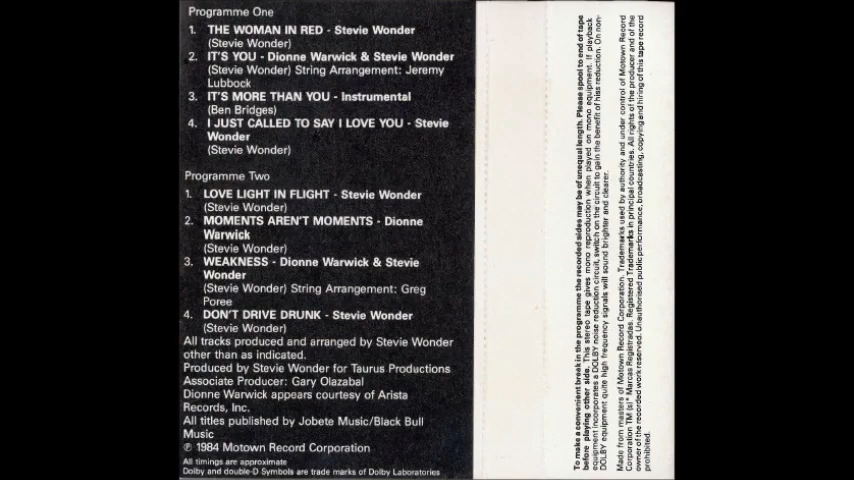 Programme One
1. THE WOMAN IN RED - Stevie Wonder
(Stevie Wonder)
2. IT'S YOU - Dionne Warwick & Stevie Wonder
(Stevie Wonder) String Arrangement: Jeremy
Lubbock
3. IT'S MORE THAN YOU - Instrumental
(Ben Bridges)
4. I JUST CALLED TO SAY I LOVE YOU - Stevie
Wonder
(Stevie Wonder)
Programme Two
1. LOVE LIGHT IN FLIGHT - Stevie Wonder
(Stevie Wonder)
2. MOMENTS AREN'T MOMENTS - Dionne
Warwick
(Stevie Wonder)
3. WEAKNESS - Dionne Warwick & Stevie
Wonder
(Stevie Wonder) String Arrangement: Greg
Poree
4. DON'T DRIVE DRUNK - Stevie Wonder
(Stevie Wonder)
All tracks produced and arranged by Stevie Wonder
other than as indicated.
Produced by Stevie Wonder for Taurus Productions
Associate Producer: Gary Olazabal
Dionne Warwick appears courtesy of Arista
Records, Inc.
All titles published by Jobete Music/Black Bull
Music
℗ 1984 Motown Record Corporation
All timings are approximate
Dolby and double-D Symbols are trade marks of Dolby Laboratories
To make a convenient break in the programme the recorded sides may be of unequal length. Please spool to end of tape
before playing other side. This stereo tape gives mono reproduction when played on mono equipment. If playback
equipment incorporates a DOLBY noise reduction circuit, switch on the circuit to gain the benefit of hiss reduction. On non-
DOLBY equipment quite high frequency signals will sound brighter and clearer.
Made from masters of Motown Record Corporation. Trademarks used by authority and under control of Motown Record
Corporation TM (s)® Marcas Registradas. Registered Trademarks in principal countries. All rights of the producer and of the
owner of the recorded work reserved. Unauthorised public performance, broadcasting, copying and hiring of this tape record
prohibited.